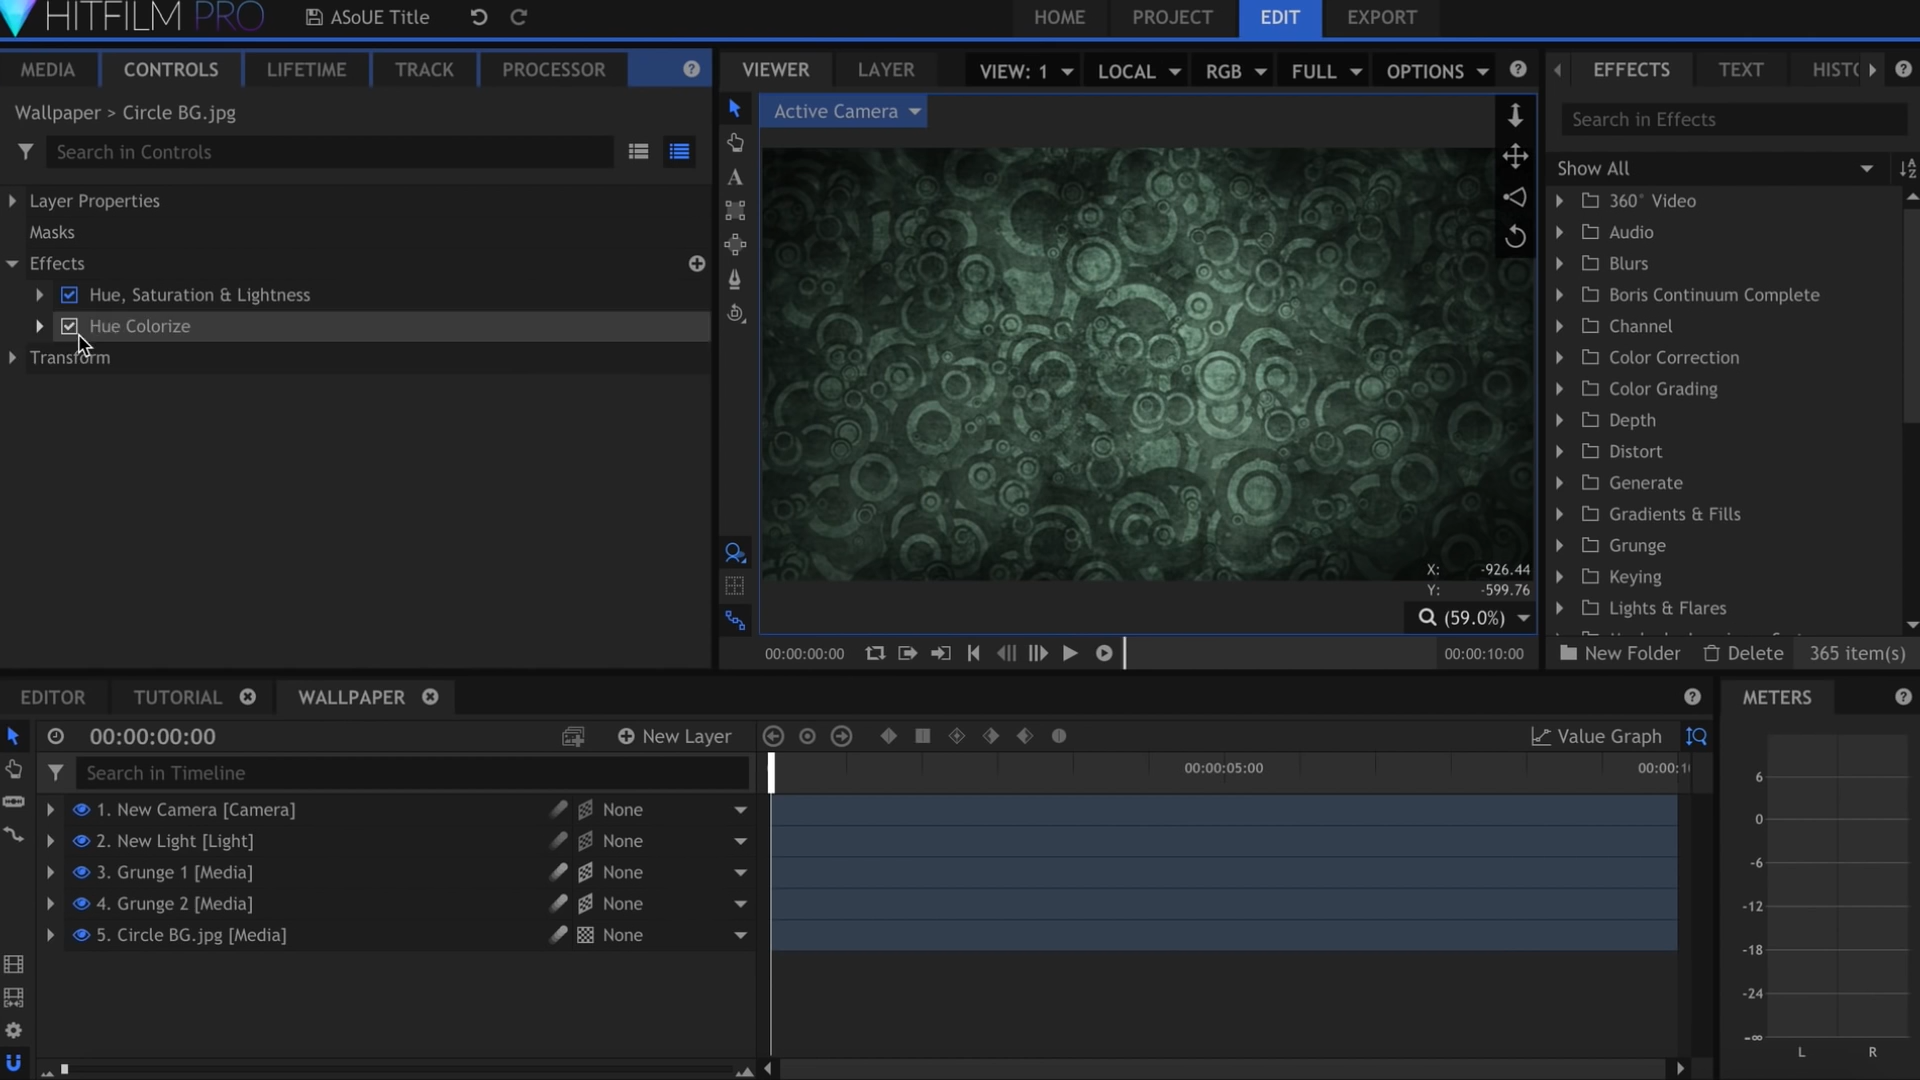 HITFILM PRO
ASoUE Title
HOME PROJECT EDIT EXPORT
MEDIA CONTROLS LIFETIME TRACK PROCESSOR
Wallpaper > Circle BG.jpg
Search in Controls
Layer Properties
Masks
Effects
Hue, Saturation & Lightness
Hue Colorize
Transform
VIEWER LAYER VIEW: 1 LOCAL RGB FULL OPTIONS
Active Camera
X: -926.44
Y: -599.76
(59.0%)
00:00:00:00
00:00:10:00
EFFECTS TEXT HISTO
Search in Effects
Show All
360° Video
Audio
Blurs
Boris Continuum Complete
Channel
Color Correction
Color Grading
Depth
Distort
Generate
Gradients & Fills
Grunge
Keying
Lights & Flares
New Folder Delete 365 item(s)
EDITOR TUTORIAL WALLPAPER
00:00:00:00 New Layer Value Graph
Search in Timeline
00:00:05:00 00:00:1
1. New Camera [Camera] None
2. New Light [Light] None
3. Grunge 1 [Media] None
4. Grunge 2 [Media] None
5. Circle BG.jpg [Media] None
METERS
6
0
-6
-12
-18
-24
-∞
L R